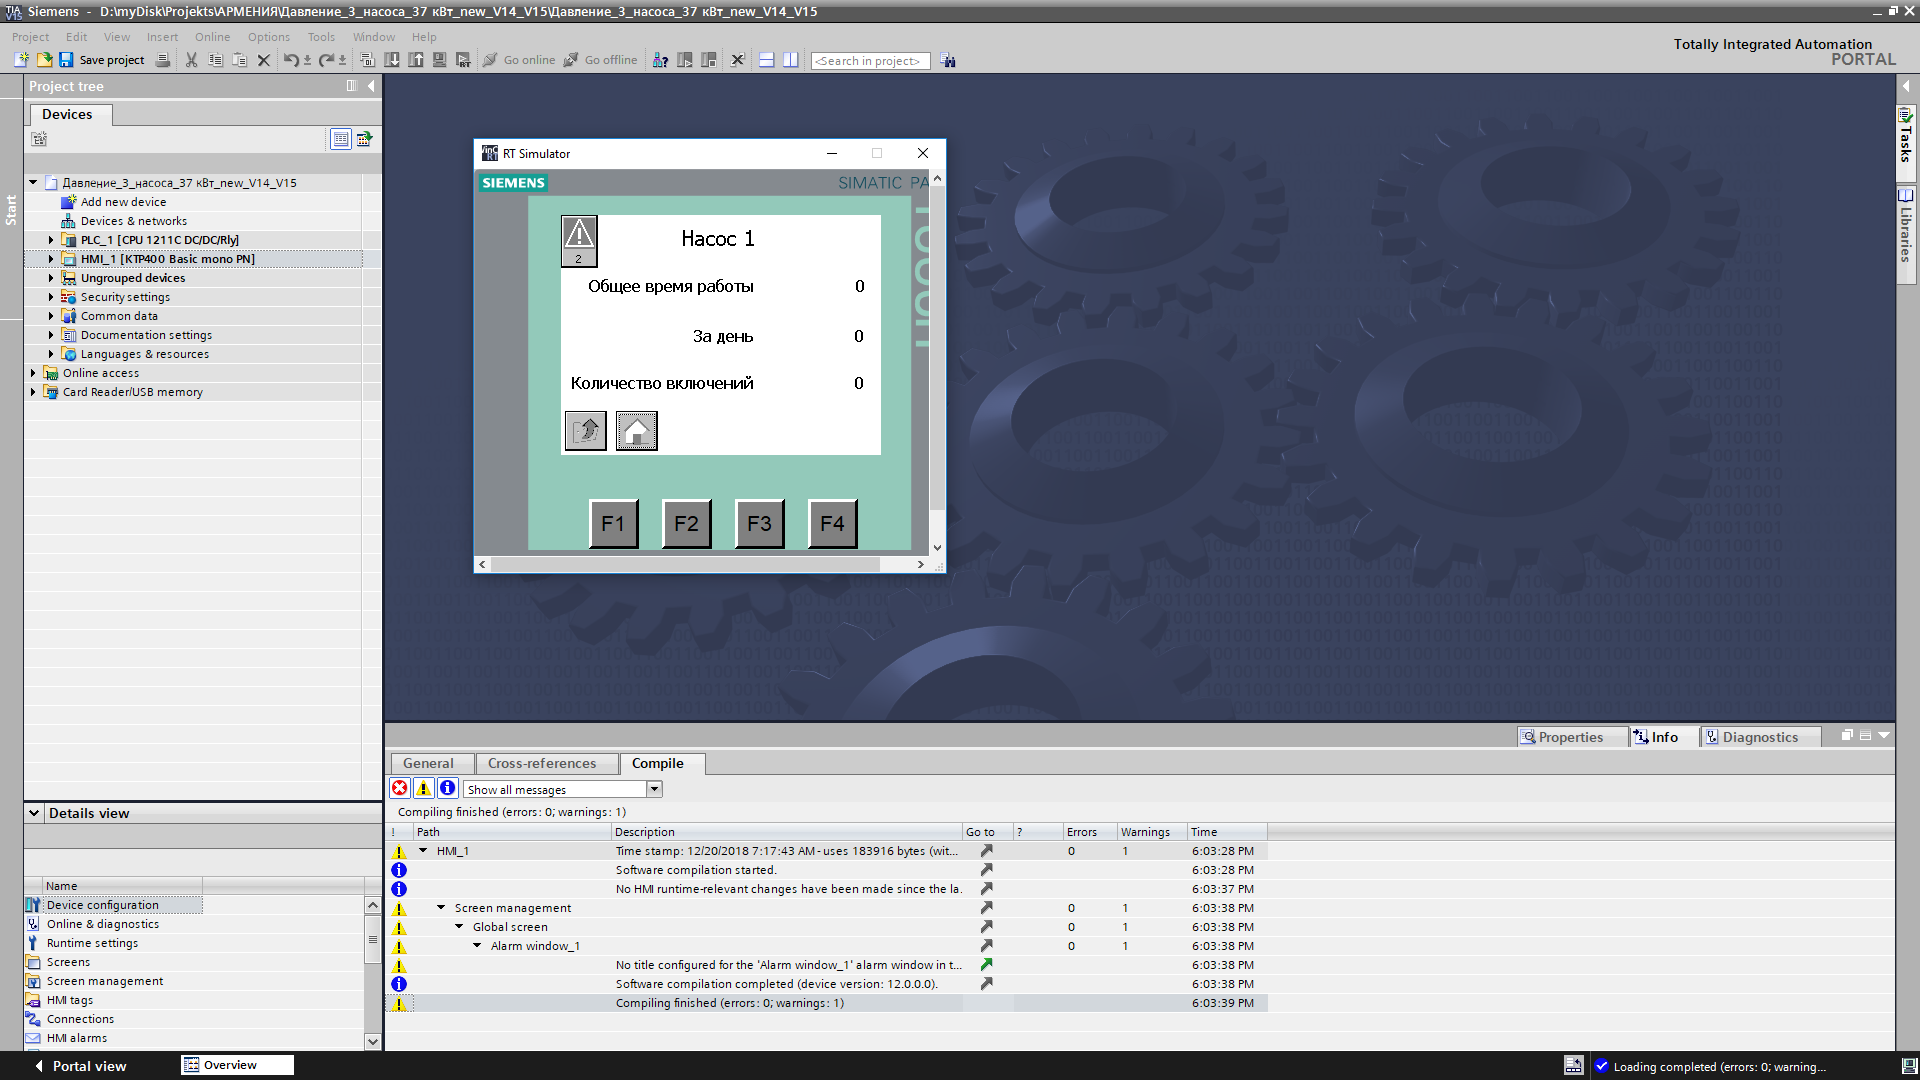 Siemens - D:\myDisk\Projekts\АРМЕНИЯ\Давление_3_насоса_37 кВт_new_V14_V15\Давление_3_насоса_37 кВт_new_V14_V15
Project Edit View Insert Online Options Tools Window Help
Save project Go online Go offline <Search in project>
Totally Integrated Automation
PORTAL
Project tree
Devices
Start
Давление_3_насоса_37 кВт_new_V14_V15
Add new device
Devices & networks
PLC_1 [CPU 1211C DC/DC/Rly]
HMI_1 [KTP400 Basic mono PN]
Ungrouped devices
Security settings
Common data
Documentation settings
Languages & resources
Online access
Card Reader/USB memory
RT Simulator
SIEMENS
SIMATIC PA
2
Насос 1
Общее время работы 0
За день 0
Количество включений 0
F1 F2 F3 F4
Tasks
Libraries
Properties Info Diagnostics
General Cross-references Compile
Show all messages
Compiling finished (errors: 0; warnings: 1)
! Path Description Go to ? Errors Warnings Time
HMI_1 Time stamp: 12/20/2018 7:17:43 AM - uses 183916 bytes (wit... 0 1 6:03:28 PM
Software compilation started. 6:03:28 PM
No HMI runtime-relevant changes have been made since the la. 6:03:37 PM
Screen management 0 1 6:03:38 PM
Global screen 0 1 6:03:38 PM
Alarm window_1 0 1 6:03:38 PM
No title configured for the 'Alarm window_1' alarm window in t... 6:03:38 PM
Software compilation completed (device version: 12.0.0.0). 6:03:38 PM
Compiling finished (errors: 0; warnings: 1) 6:03:39 PM
Details view
Name
Device configuration
Online & diagnostics
Runtime settings
Screens
Screen management
HMI tags
Connections
HMI alarms
Portal view
Overview
Loading completed (errors: 0; warning...